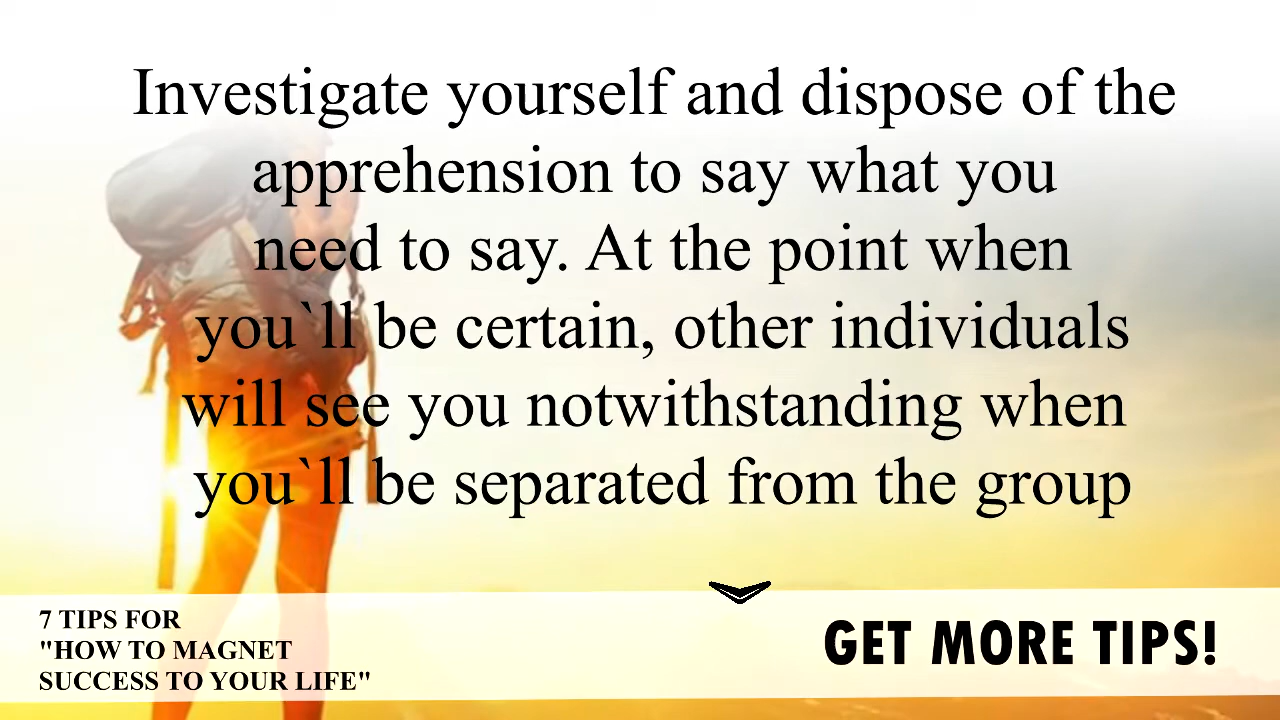 Investigate yourself and dispose of the
apprehension to say what you
need to say. At the point when
you`ll be certain, other individuals
will see you notwithstanding when
you`ll be separated from the group
7 TIPS FOR
"HOW TO MAGNET
SUCCESS TO YOUR LIFE"
GET MORE TIPS!